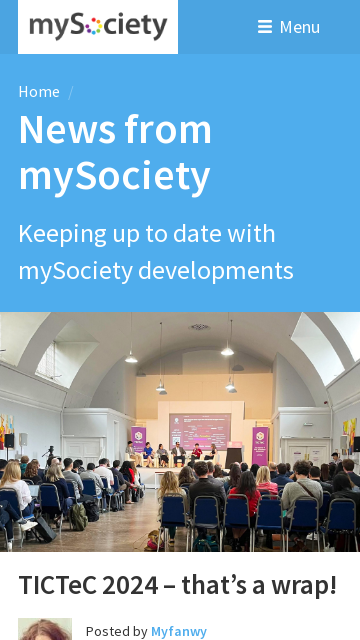 mySociety
Menu
Home /
News from
mySociety
Keeping up to date with
mySociety developments
TICTeC 2024 – that's a wrap!
Posted by Myfanwy